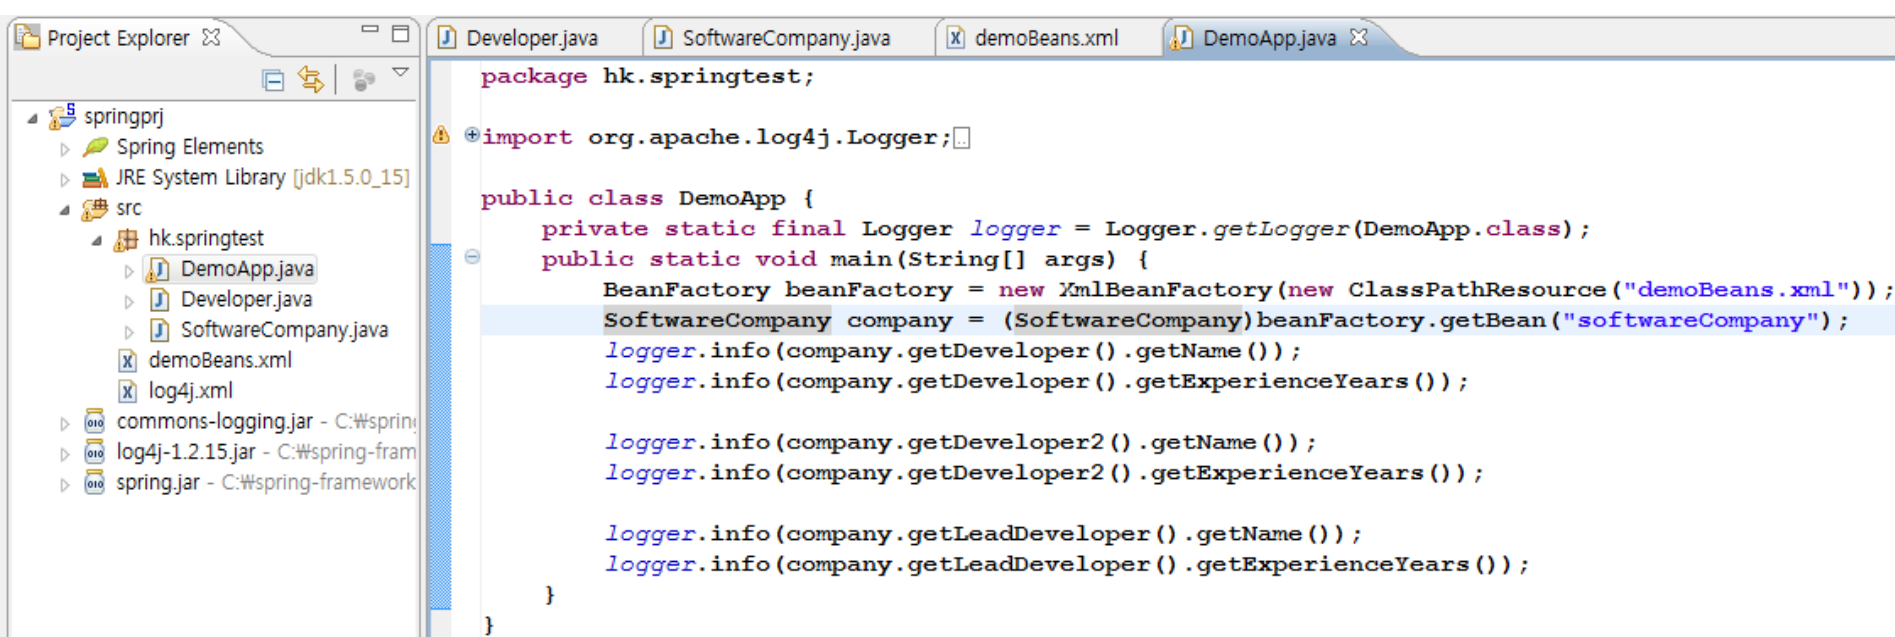 Project Explorer
springprj
Spring Elements
JRE System Library [jdk1.5.0_15]
src
hk.springtest
DemoApp.java
Developer.java
SoftwareCompany.java
demoBeans.xml
log4j.xml
commons-logging.jar - C:₩spring
log4j-1.2.15.jar - C:₩spring-fram
spring.jar - C:₩spring-framework
Developer.java
SoftwareCompany.java
demoBeans.xml
DemoApp.java
package hk.springtest;
import org.apache.log4j.Logger;
public class DemoApp {
private static final Logger logger = Logger.getLogger(DemoApp.class);
public static void main(String[] args) {
BeanFactory beanFactory = new XmlBeanFactory(new ClassPathResource("demoBeans.xml"));
SoftwareCompany company = (SoftwareCompany)beanFactory.getBean("softwareCompany");
logger.info(company.getDeveloper().getName());
logger.info(company.getDeveloper().getExperienceYears());
logger.info(company.getDeveloper2().getName());
logger.info(company.getDeveloper2().getExperienceYears());
logger.info(company.getLeadDeveloper().getName());
logger.info(company.getLeadDeveloper().getExperienceYears());
}
}